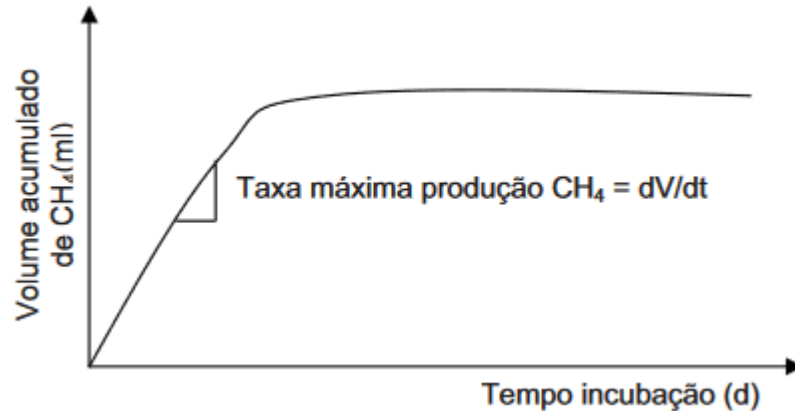 Volume acumulado
de CH₄(ml)
Taxa máxima produção CH₄ = dV/dt
Tempo incubação (d)